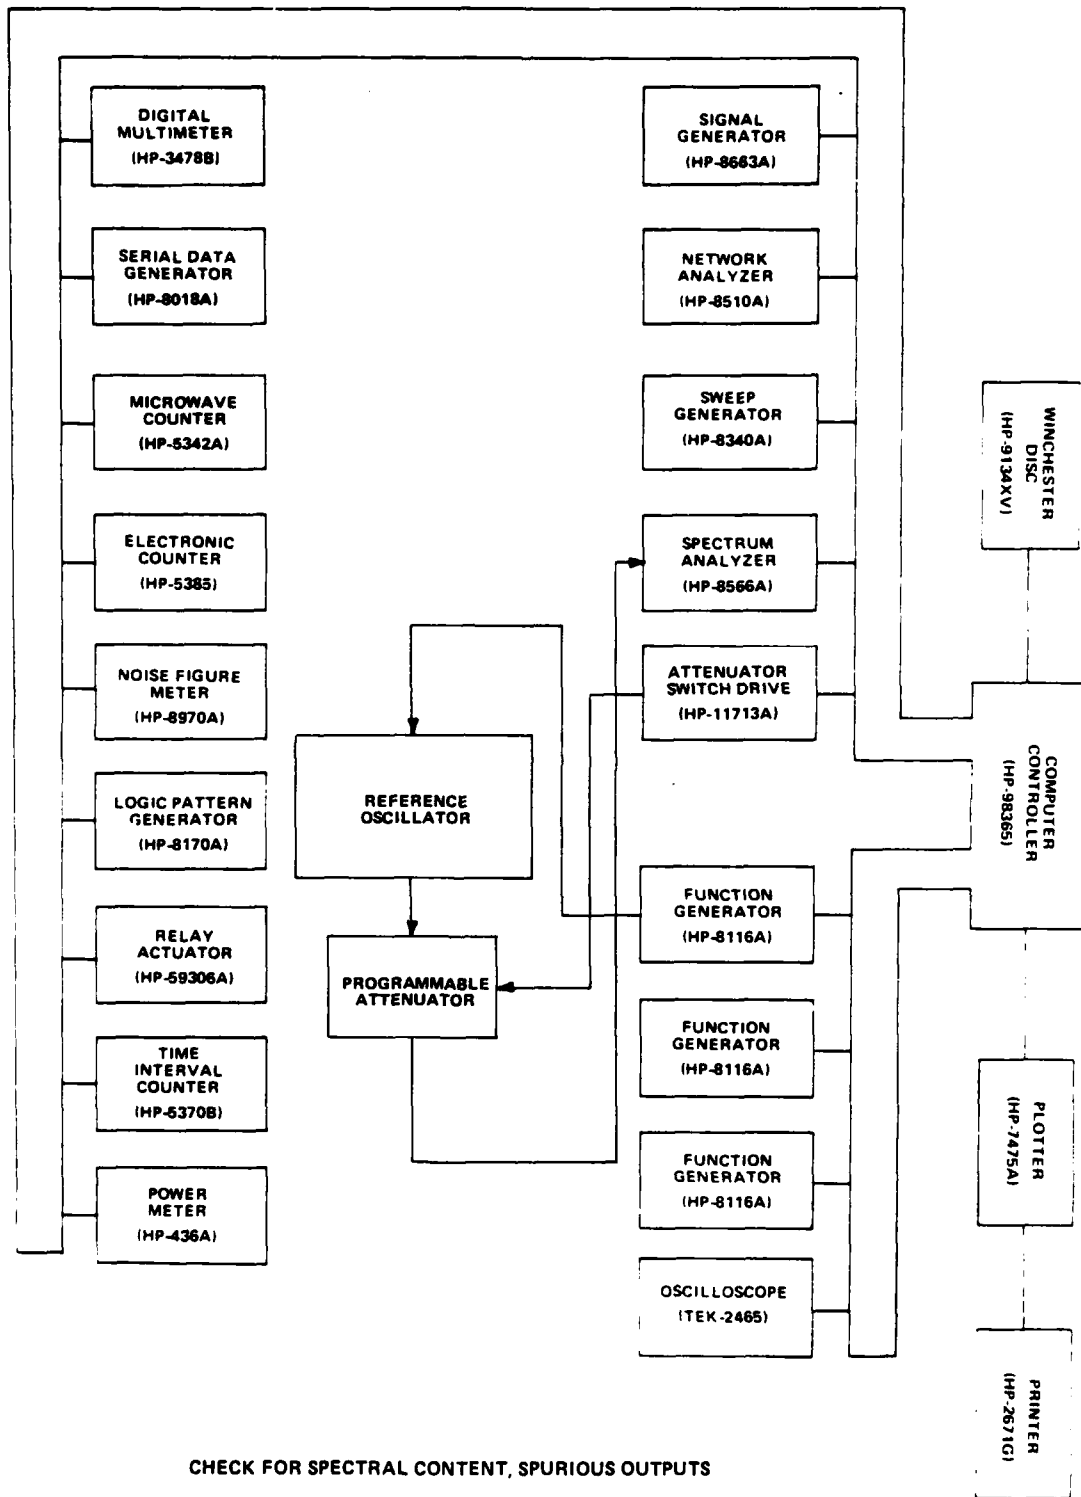 DIGITAL
MULTIMETER
(HP-3478B)
SERIAL DATA
GENERATOR
(HP-8018A)
MICROWAVE
COUNTER
(HP-5342A)
ELECTRONIC
COUNTER
(HP-5385)
NOISE FIGURE
METER
(HP-8970A)
LOGIC PATTERN
GENERATOR
(HP-8170A)
RELAY
ACTUATOR
(HP-59306A)
TIME
INTERVAL
COUNTER
(HP-5370B)
POWER
METER
(HP-436A)
REFERENCE
OSCILLATOR
PROGRAMMABLE
ATTENUATOR
SIGNAL
GENERATOR
(HP-8663A)
NETWORK
ANALYZER
(HP-8510A)
SWEEP
GENERATOR
(HP-8340A)
SPECTRUM
ANALYZER
(HP-8566A)
ATTENUATOR
SWITCH DRIVE
(HP-11713A)
FUNCTION
GENERATOR
(HP-8116A)
FUNCTION
GENERATOR
(HP-8116A)
FUNCTION
GENERATOR
(HP-8116A)
OSCILLOSCOPE
(TEK-2465)
WINCHESTER
DISC
(HP-9134XV)
COMPUTER
CONTROLLER
(HP-98365)
PLOTTER
(HP-7475A)
PRINTER
(HP-2671G)
CHECK FOR SPECTRAL CONTENT, SPURIOUS OUTPUTS